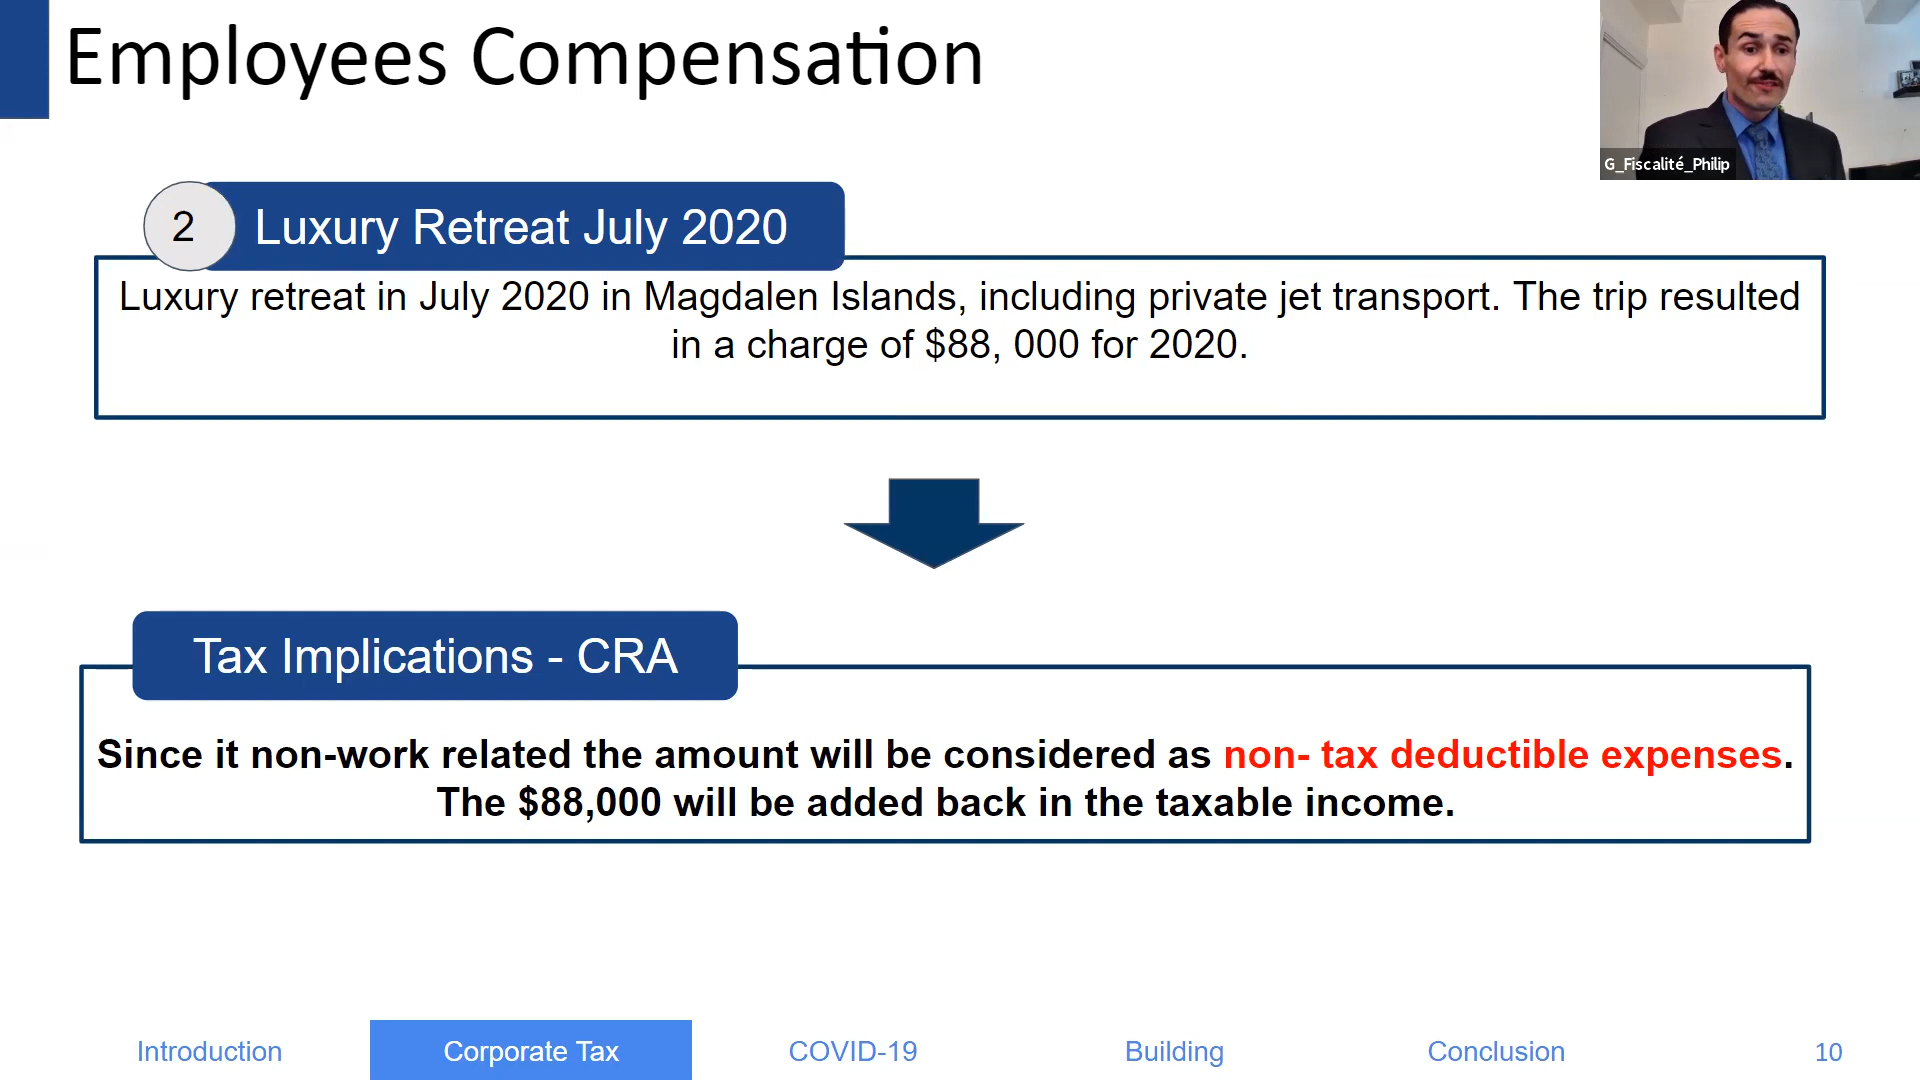 Employees Compensation
G_Fiscalité_Philip
2
Luxury Retreat July 2020
Luxury retreat in July 2020 in Magdalen Islands, including private jet transport. The trip resulted
in a charge of $88, 000 for 2020.
Tax Implications - CRA
Since it non-work related the amount will be considered as non- tax deductible expenses.
The $88,000 will be added back in the taxable income.
Introduction
Corporate Tax
COVID-19
Building
Conclusion
10